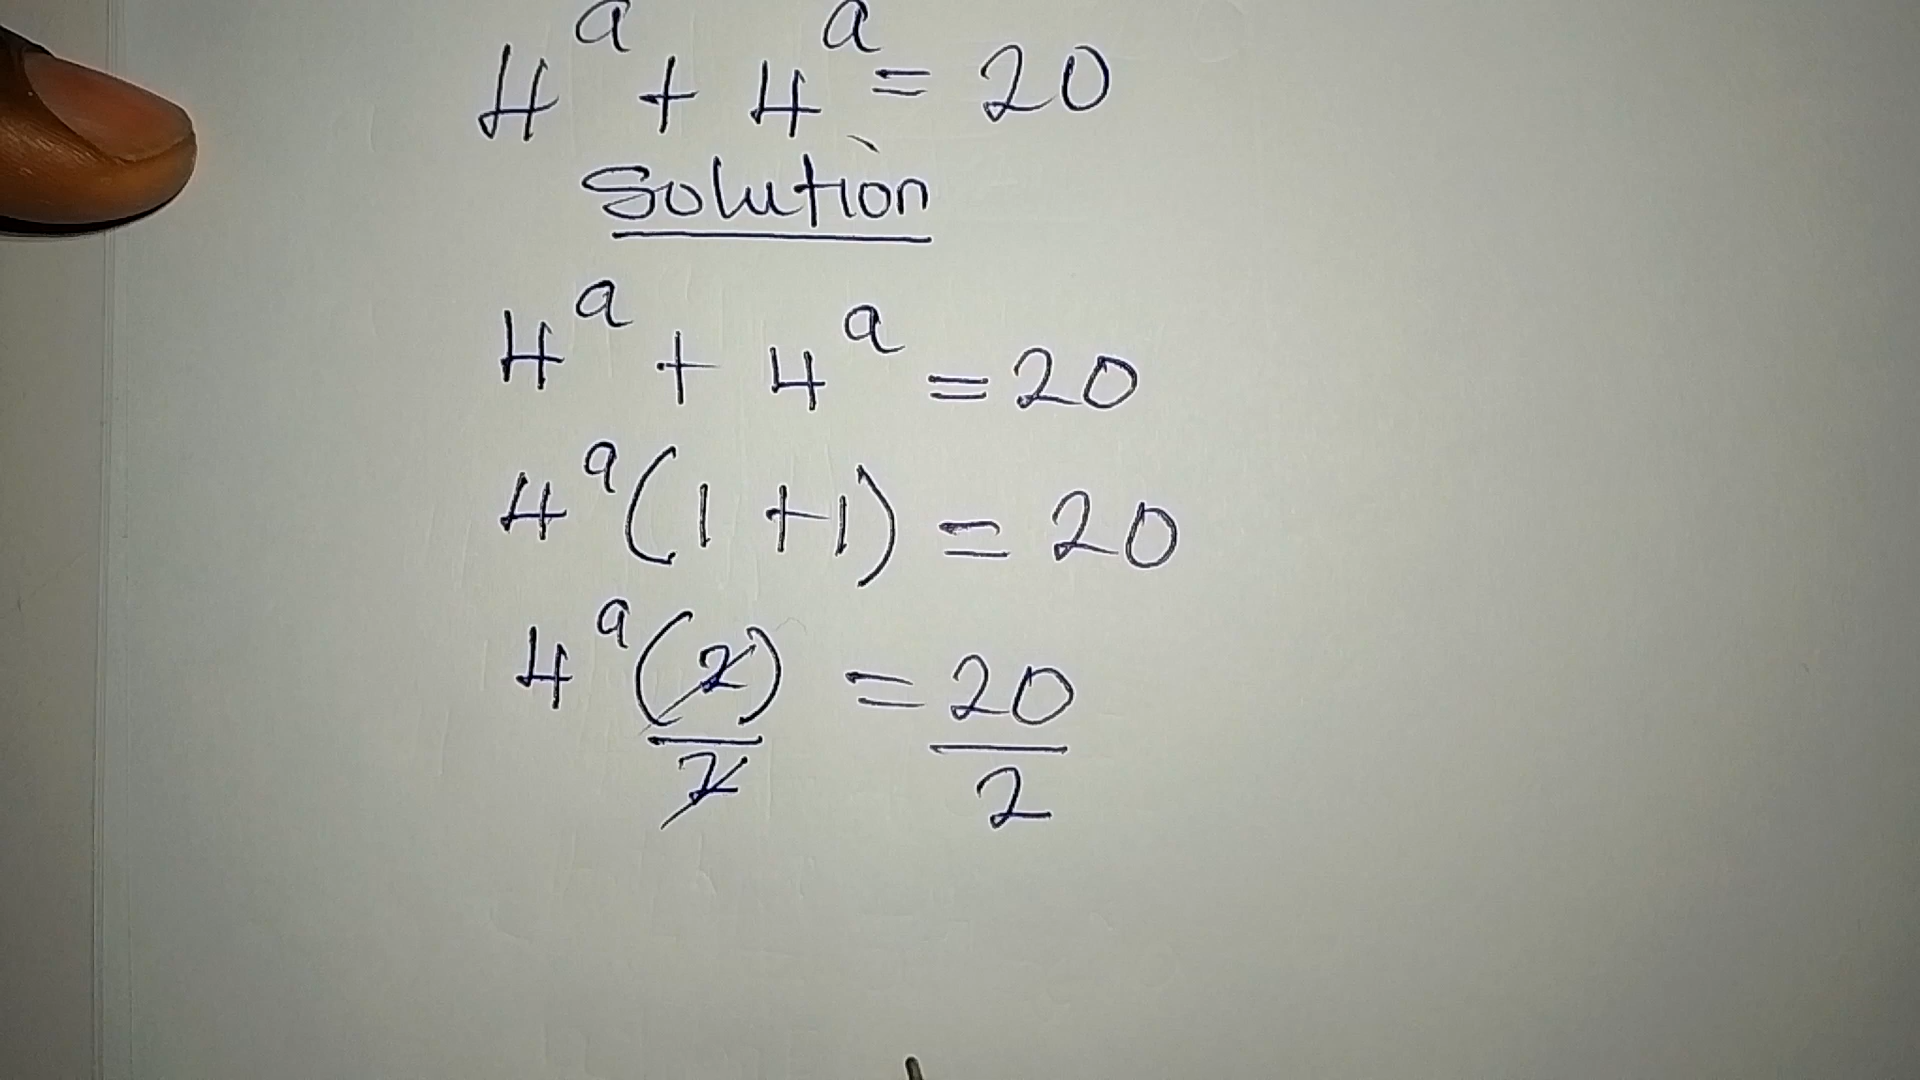 4^a + 4^a = 20
Solution
4^a + 4^a = 20
4^a (1 + 1) = 20
4^a (2)/2 = 20/2